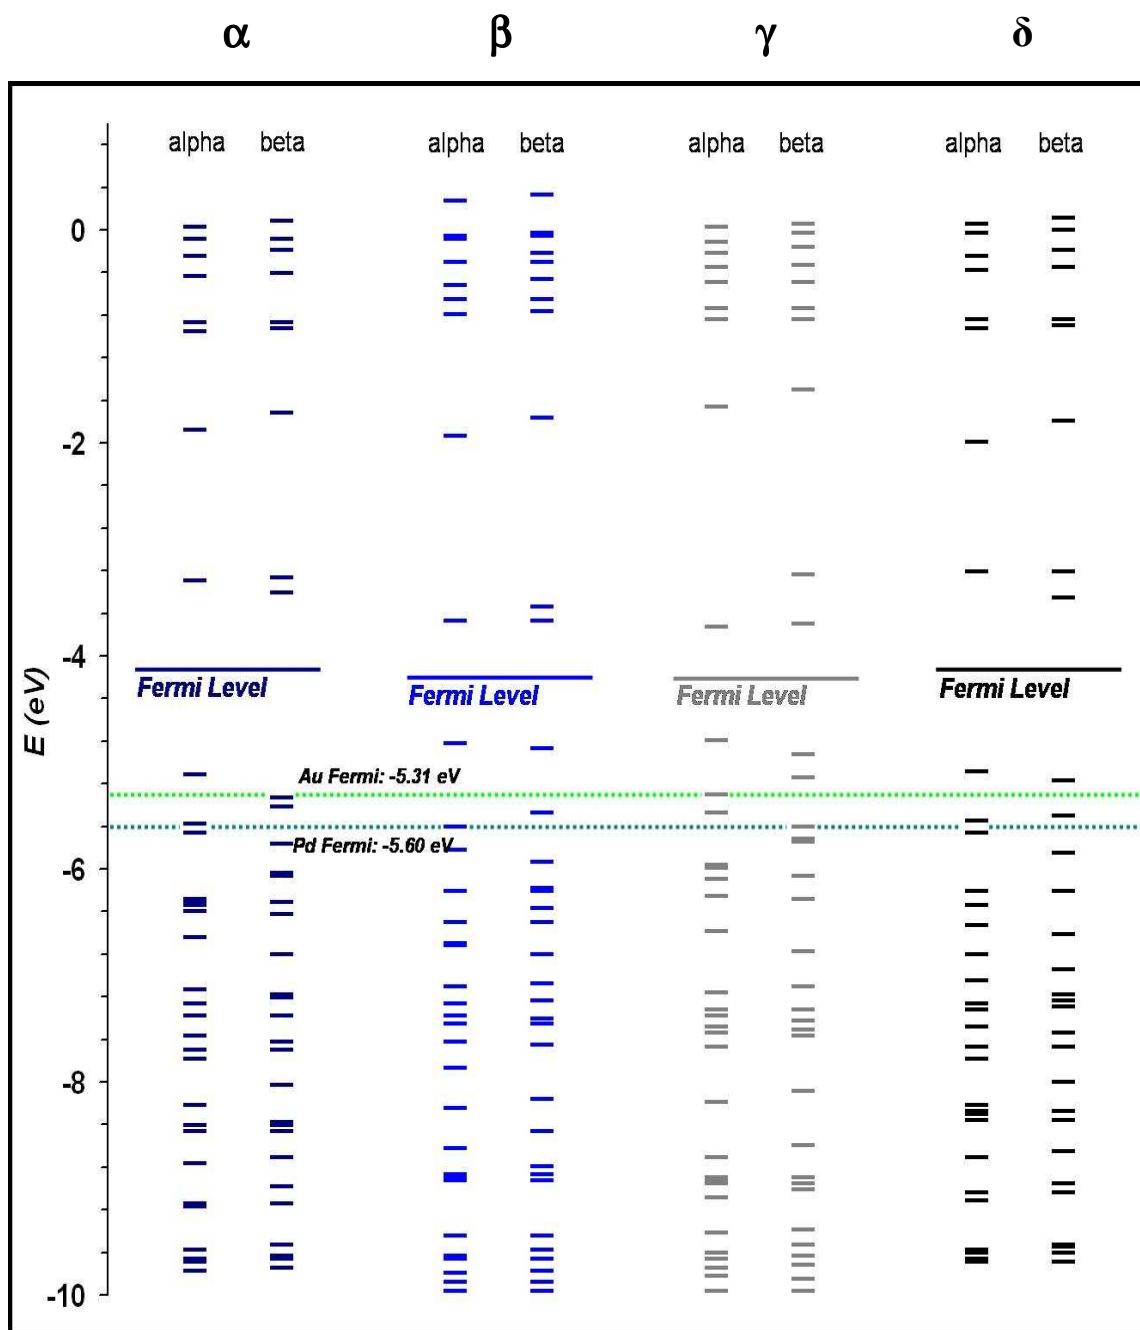 α β γ δ
alpha beta alpha beta alpha beta alpha beta
0
-2
-4
E (eV)
Fermi Level Fermi Level Fermi Level Fermi Level
Au Fermi: -5.31 eV
Pd Fermi: -5.60 eV
-6
-8
-10